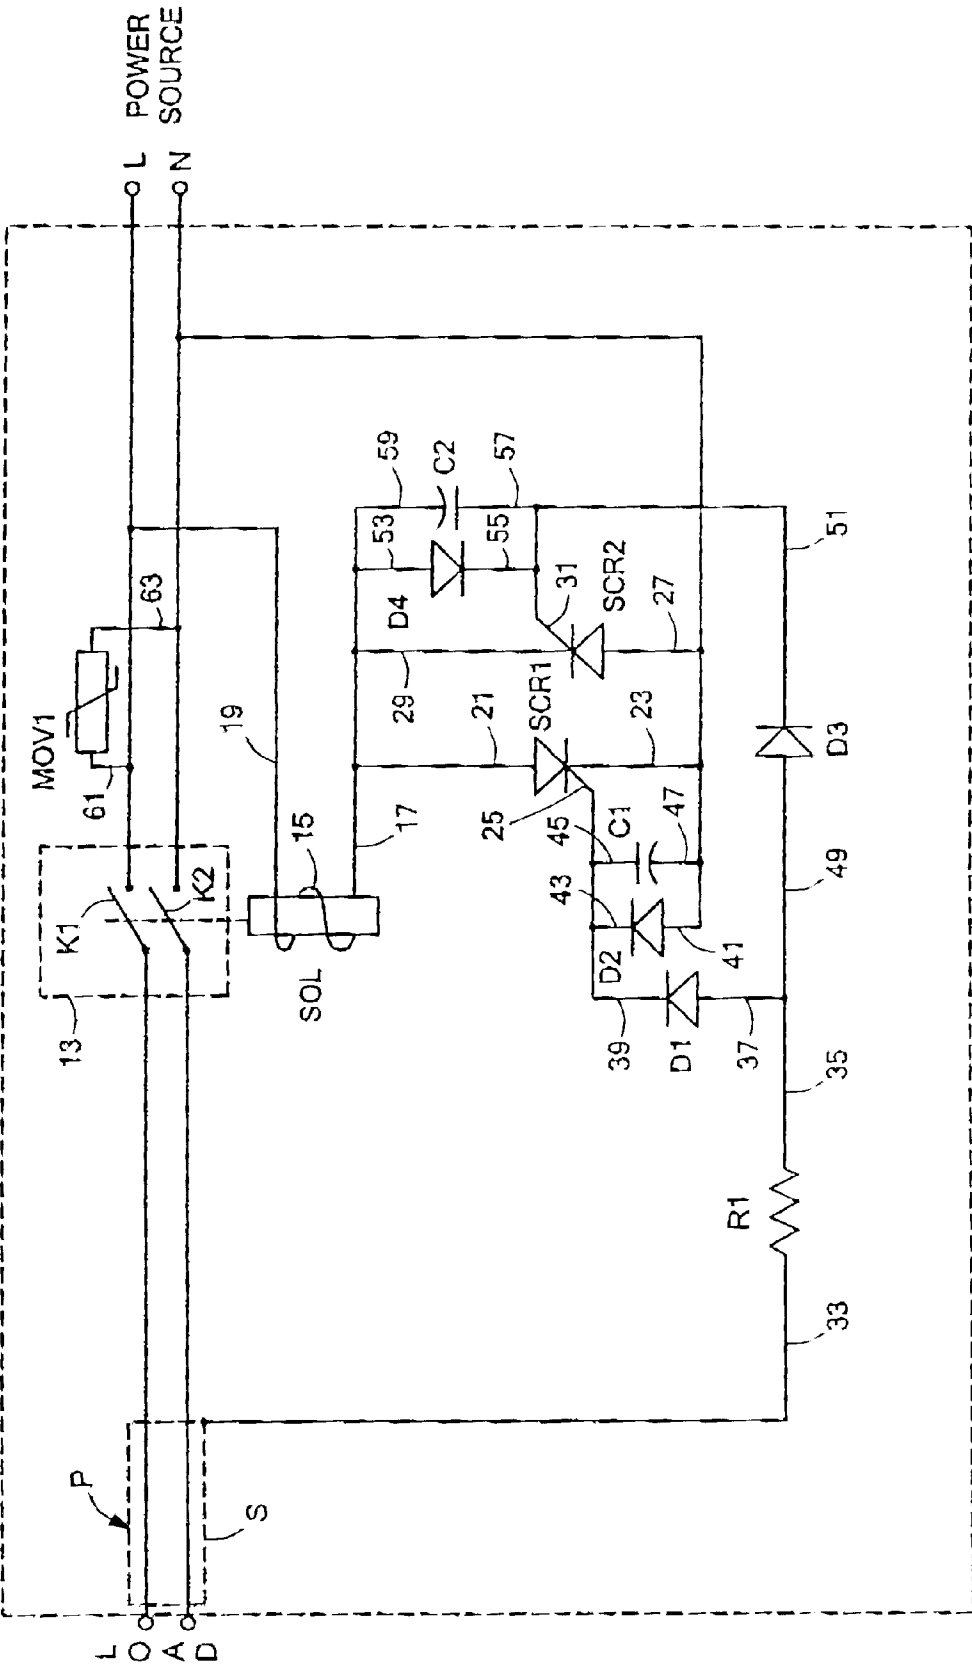 POWER
SOURCE
L
N
63
MOV1
61
19
K1
K2
13
15
SOL
17
59
C2
57
53
55
D4
31
SCR2
29
27
21
SCR1
23
25
45
C1
47
43
D2
41
39
D1
37
51
D3
49
35
R1
33
P
S
L
O
A
D